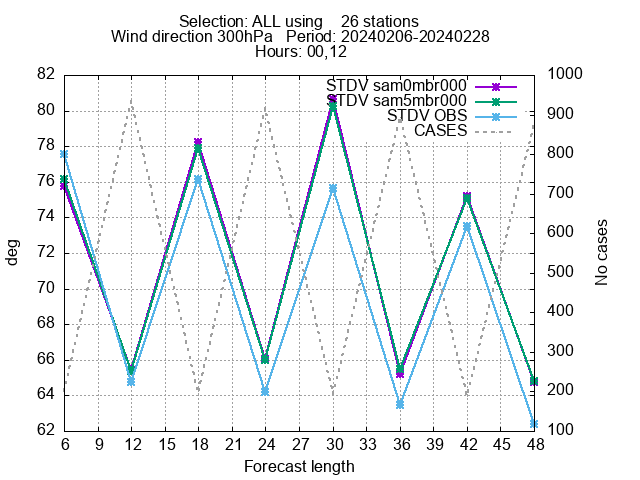 Selection: ALL using    26 stations
Wind direction 300hPa   Period: 20240206-20240228
Hours: 00,12
STDV sam0mbr000
STDV sam5mbr000
STDV OBS
CASES
82
80
78
76
74
72
70
68
66
64
62
deg
1000
900
800
700
600
500
400
300
200
100
No cases
6 9 12 15 18 21 24 27 30 33 36 39 42 45 48
Forecast length